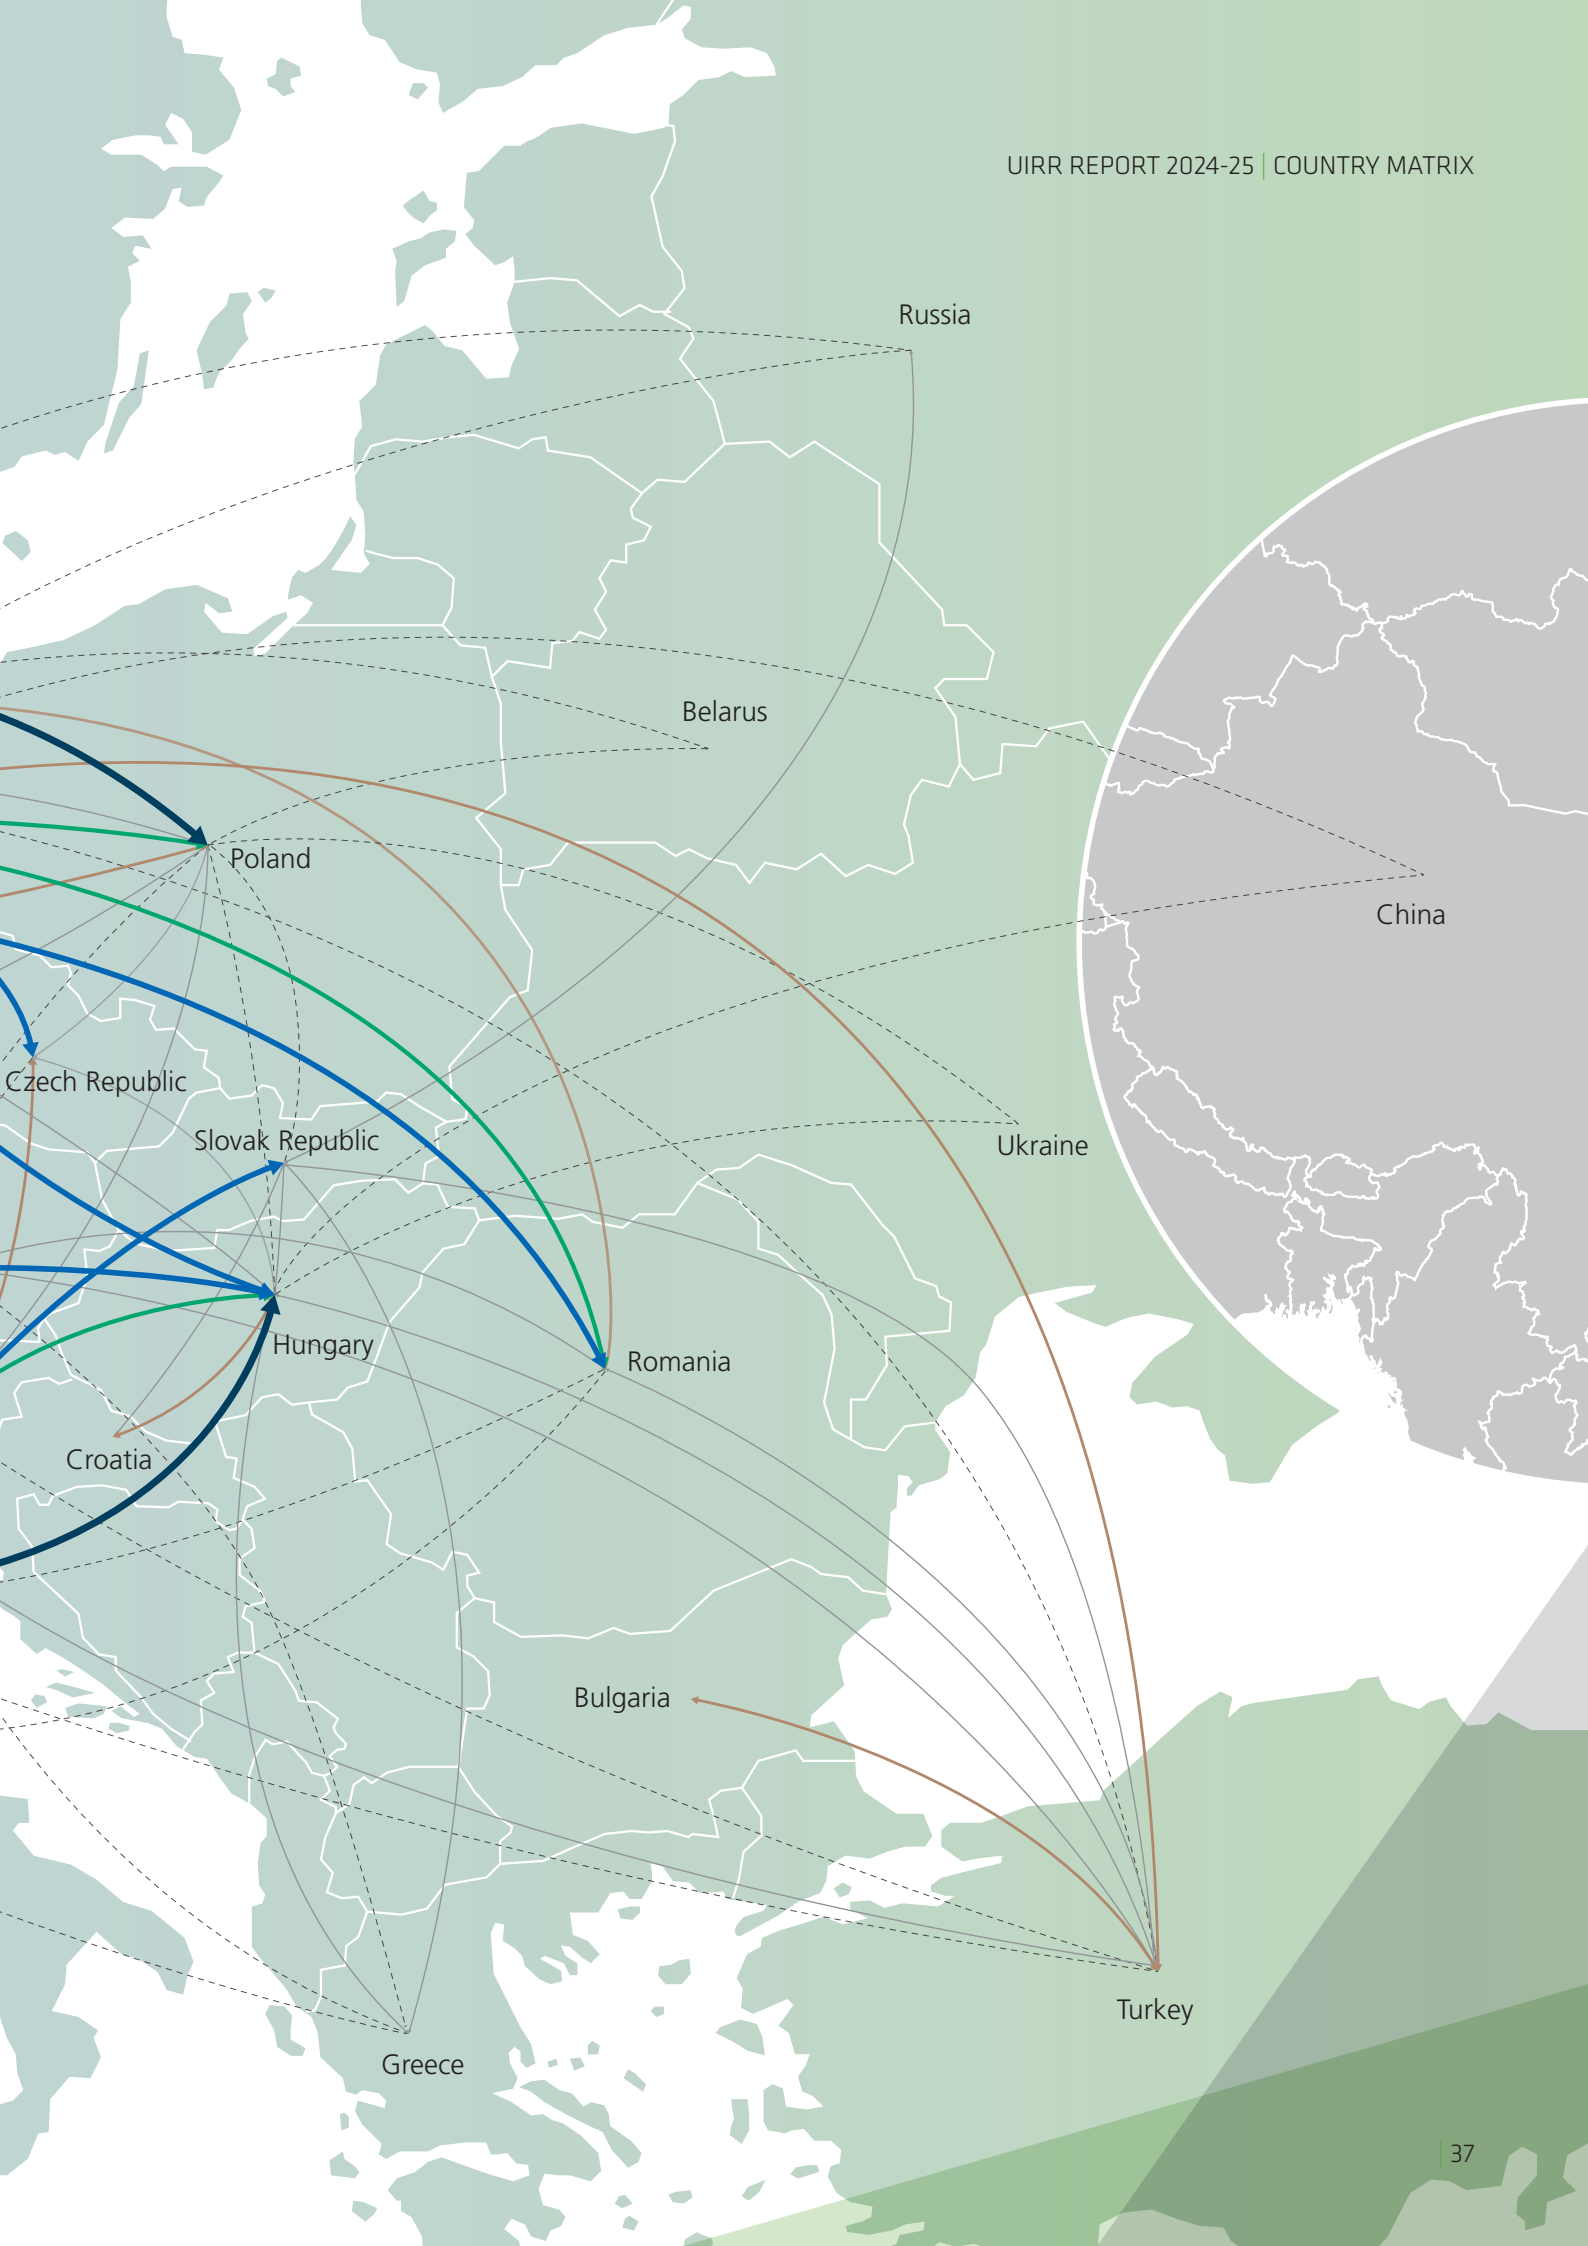 UIRR REPORT 2024-25 | COUNTRY MATRIX
Russia
Belarus
Poland
China
Czech Republic
Slovak Republic
Ukraine
Hungary
Romania
Croatia
Bulgaria
Turkey
Greece
| 37